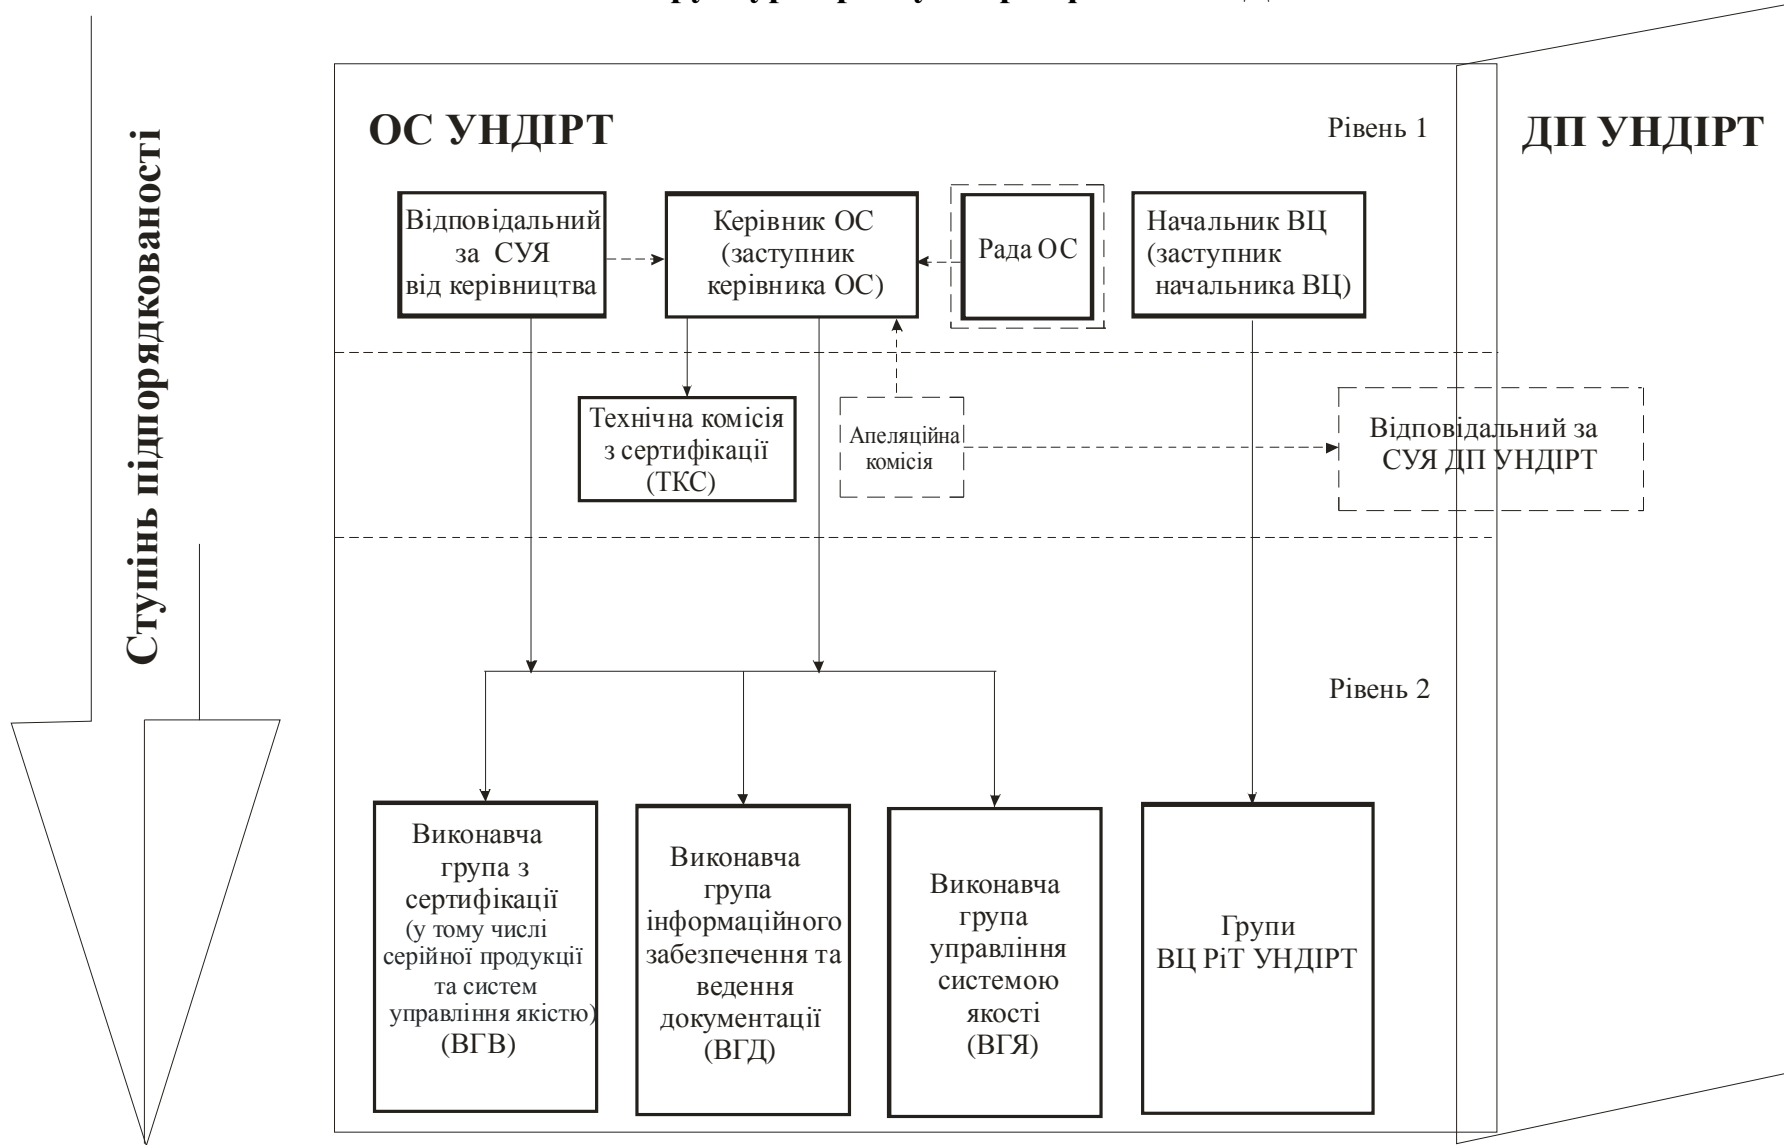 Ступінь підпорядкованості
ОС УНДІРТ
Рівень 1
ДП УНДІРТ
Відповідальний
за СУЯ
від керівництва
Керівник ОС
(заступник
керівника ОС)
Рада ОС
Начальник ВЦ
(заступник
начальника ВЦ)
Технічна комісія
з сертифікації
(ТКС)
Апеляційна
комісія
Відповідальний за
СУЯ ДП УНДІРТ
Рівень 2
Виконавча
група з
сертифікації
(у тому числі
серійної продукції
та систем
управління якістю)
(ВГВ)
Виконавча
група
інформаційного
забезпечення та
ведення
документації
(ВГД)
Виконавча
група
управління
системою
якості
(ВГЯ)
Групи
ВЦ РіТ УНДІРТ